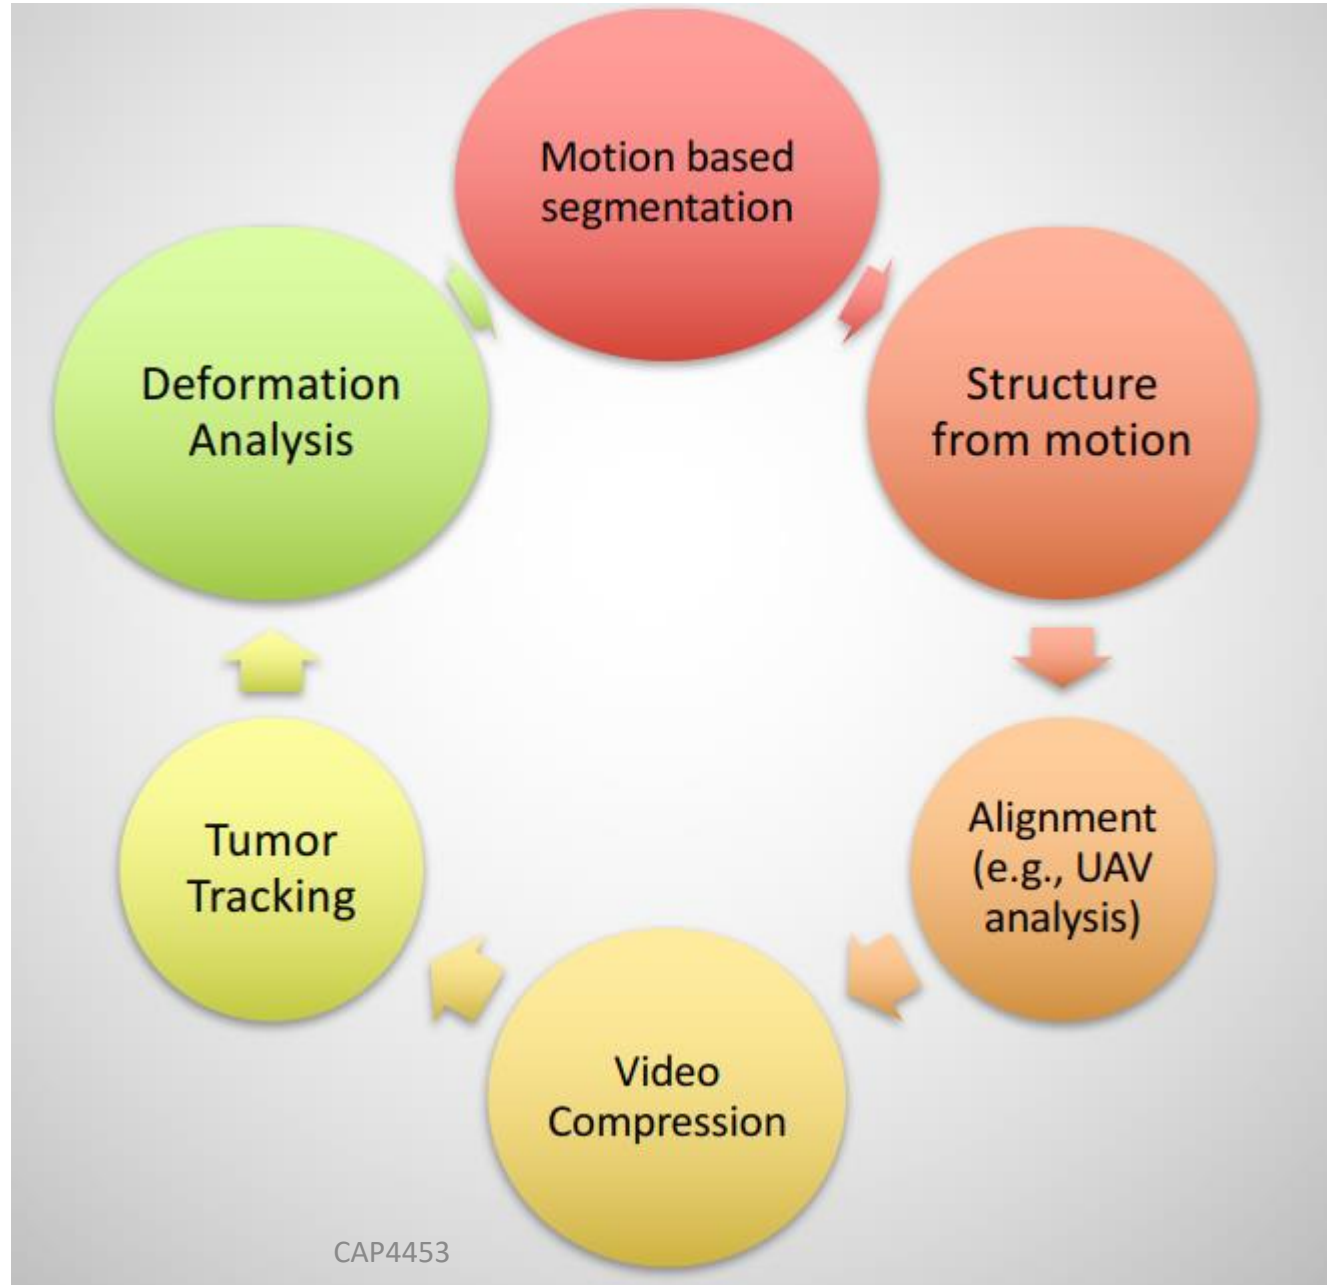 Motion based
segmentation
Structure
from motion
Alignment
(e.g., UAV
analysis)
Video
Compression
Tumor
Tracking
Deformation
Analysis
CAP4453